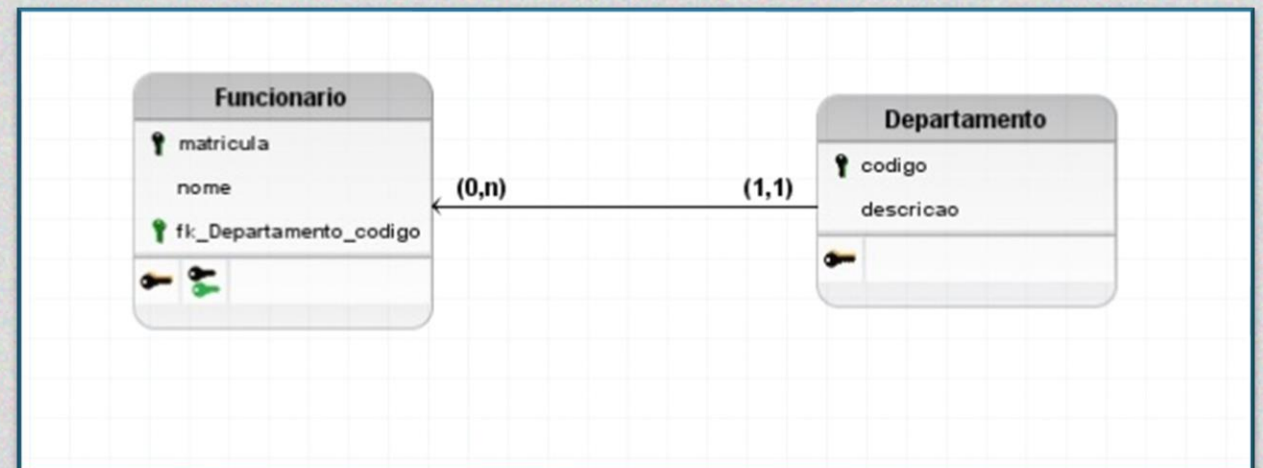 Funcionario
matricula
nome
fk_Departamento_codigo
(0,n)
(1,1)
Departamento
codigo
descricao